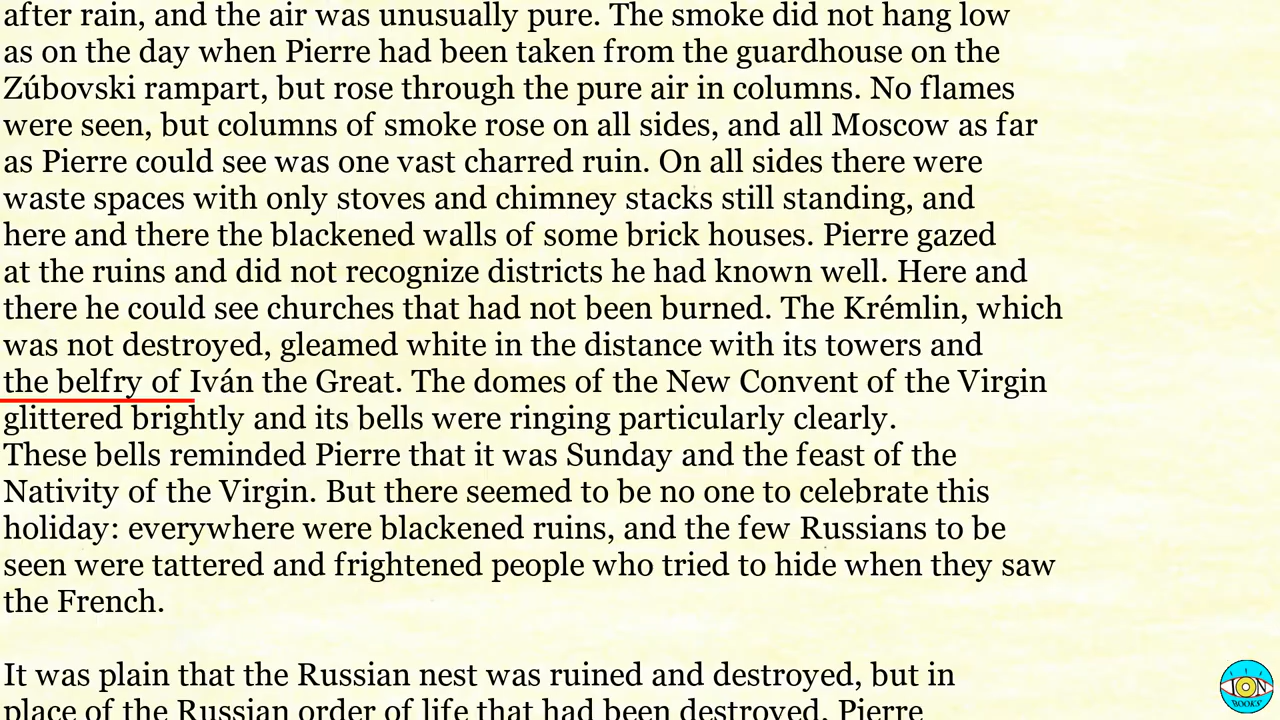 after rain, and the air was unusually pure. The smoke did not hang low
as on the day when Pierre had been taken from the guardhouse on the
Zúbovski rampart, but rose through the pure air in columns. No flames
were seen, but columns of smoke rose on all sides, and all Moscow as far
as Pierre could see was one vast charred ruin. On all sides there were
waste spaces with only stoves and chimney stacks still standing, and
here and there the blackened walls of some brick houses. Pierre gazed
at the ruins and did not recognize districts he had known well. Here and
there he could see churches that had not been burned. The Krémlin, which
was not destroyed, gleamed white in the distance with its towers and
the belfry of Iván the Great. The domes of the New Convent of the Virgin
glittered brightly and its bells were ringing particularly clearly.
These bells reminded Pierre that it was Sunday and the feast of the
Nativity of the Virgin. But there seemed to be no one to celebrate this
holiday: everywhere were blackened ruins, and the few Russians to be
seen were tattered and frightened people who tried to hide when they saw
the French.
It was plain that the Russian nest was ruined and destroyed, but in
place of the Russian order of life that had been destroyed, Pierre
ION
BOOKS